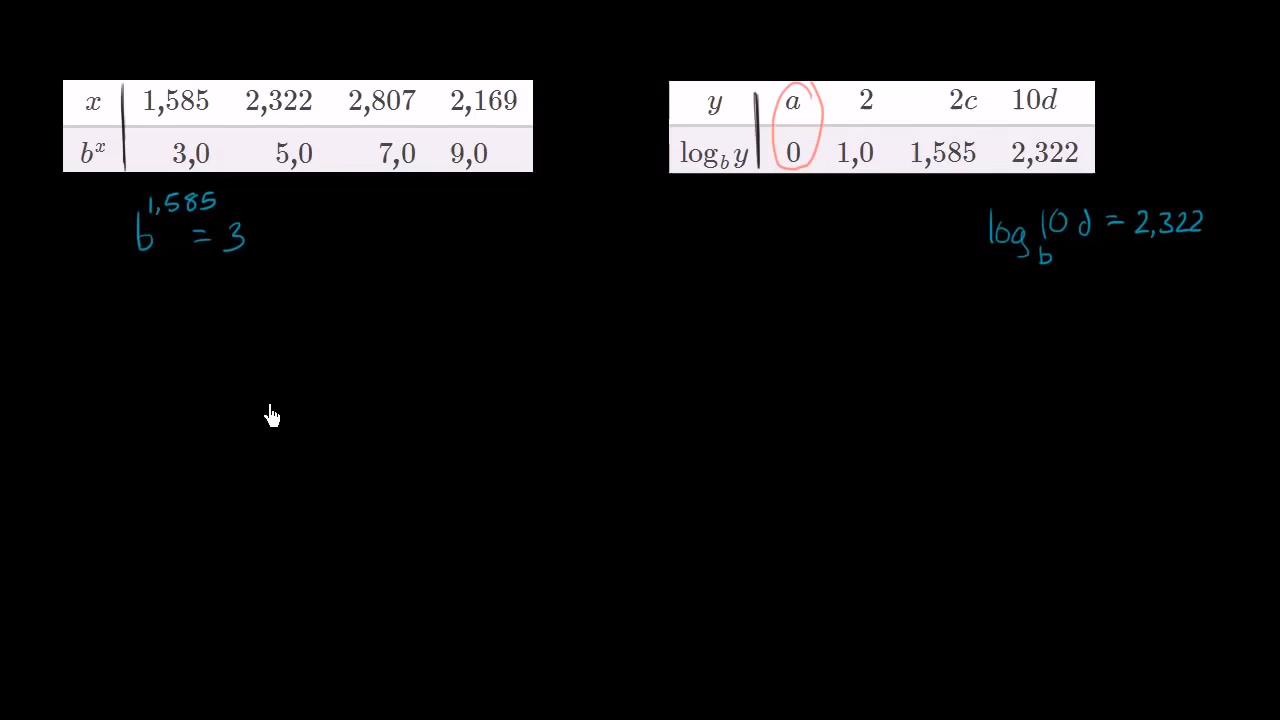 x 1,585 2,322 2,807 2,169
b^x 3,0 5,0 7,0 9,0
y a 2 2c 10d
log_b y 0 1,0 1,585 2,322
b^1,585 = 3
log_b 10d = 2,322